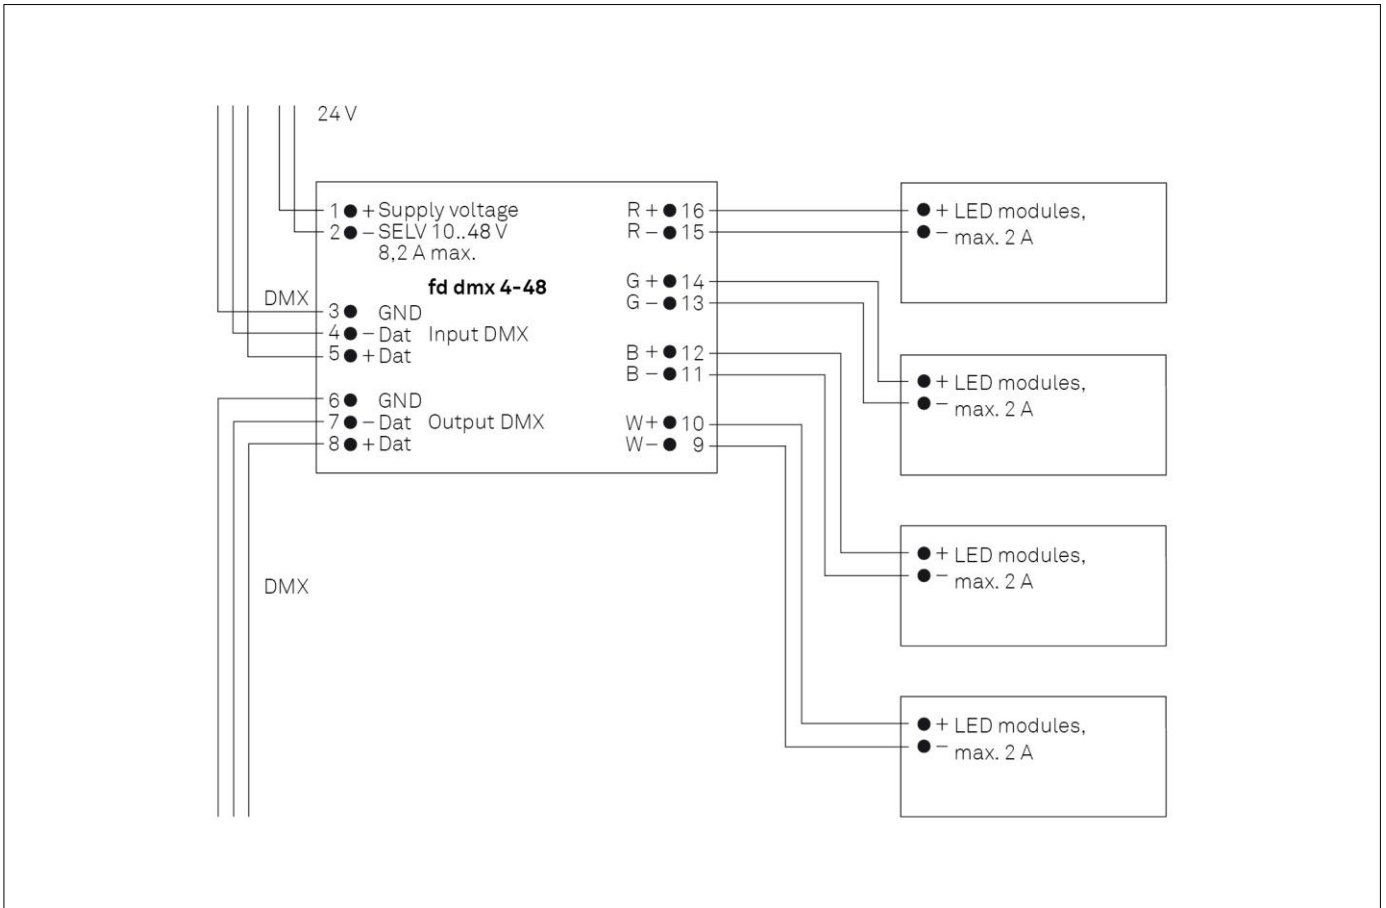 24 V
1 + Supply voltage
2 – SELV 10..48 V
8,2 A max.
fd dmx 4-48
DMX
3 GND
4 – Dat Input DMX
5 + Dat
6 GND
7 – Dat Output DMX
8 + Dat
R + 16
R – 15
G + 14
G – 13
B + 12
B – 11
W + 10
W – 9
+ LED modules,
– max. 2 A
+ LED modules,
– max. 2 A
+ LED modules,
– max. 2 A
+ LED modules,
– max. 2 A
DMX